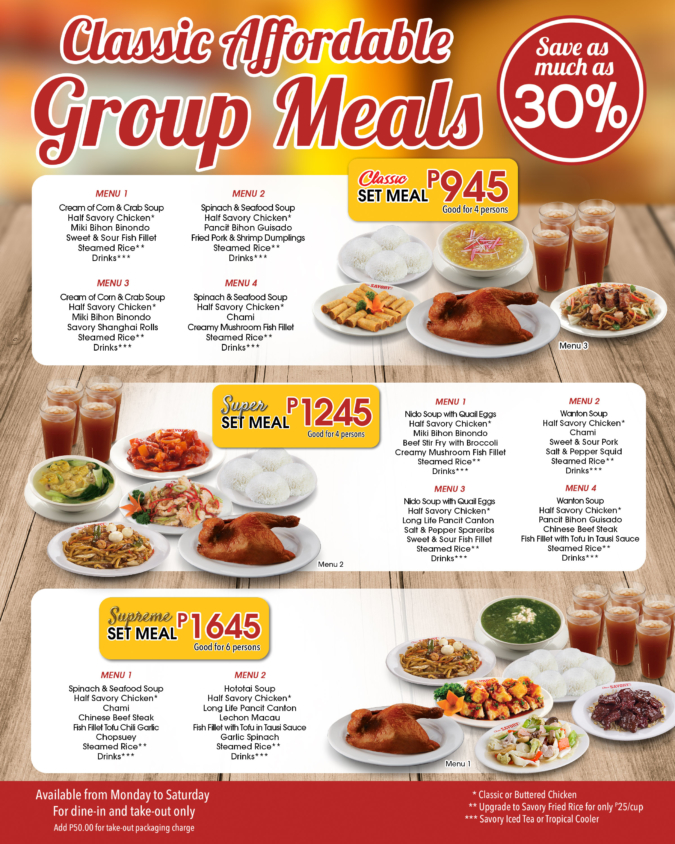 Classic Affordable
Group Meals
Save as
much as
30%
Classic
SET MEAL ₱945
Good for 4 persons
MENU 1
Cream of Corn & Crab Soup
Half Savory Chicken*
Miki Bihon Binondo
Sweet & Sour Fish Fillet
Steamed Rice**
Drinks***
MENU 2
Spinach & Seafood Soup
Half Savory Chicken*
Pancit Bihon Guisado
Fried Pork & Shrimp Dumplings
Steamed Rice**
Drinks***
MENU 3
Cream of Corn & Crab Soup
Half Savory Chicken*
Miki Bihon Binondo
Savory Shanghai Rolls
Steamed Rice**
Drinks***
MENU 4
Spinach & Seafood Soup
Half Savory Chicken*
Chami
Creamy Mushroom Fish Fillet
Steamed Rice**
Drinks***
Menu 3
Super
SET MEAL ₱1245
Good for 4 persons
MENU 1
Nido Soup with Quail Eggs
Half Savory Chicken*
Miki Bihon Binondo
Beef Stir Fry with Broccoli
Creamy Mushroom Fish Fillet
Steamed Rice**
Drinks***
MENU 2
Wanton Soup
Half Savory Chicken*
Chami
Sweet & Sour Pork
Salt & Pepper Squid
Steamed Rice**
Drinks***
MENU 3
Nido Soup with Quail Eggs
Half Savory Chicken*
Long Life Pancit Canton
Salt & Pepper Spareribs
Sweet & Sour Fish Fillet
Steamed Rice**
Drinks***
MENU 4
Wanton Soup
Half Savory Chicken*
Pancit Bihon Guisado
Chinese Beef Steak
Fish Fillet with Tofu in Tausi Sauce
Steamed Rice**
Drinks***
Menu 2
Supreme
SET MEAL ₱1645
Good for 6 persons
MENU 1
Spinach & Seafood Soup
Half Savory Chicken*
Chami
Chinese Beef Steak
Fish Fillet Tofu Chili Garlic
Chopsuey
Steamed Rice**
Drinks***
MENU 2
Hototai Soup
Half Savory Chicken*
Long Life Pancit Canton
Lechon Macau
Fish Fillet with Tofu in Tausi Sauce
Garlic Spinach
Steamed Rice**
Drinks***
Menu 1
Available from Monday to Saturday
For dine-in and take-out only
Add P50.00 for take-out packaging charge
* Classic or Buttered Chicken
** Upgrade to Savory Fried Rice for only ₱25/cup
*** Savory Iced Tea or Tropical Cooler